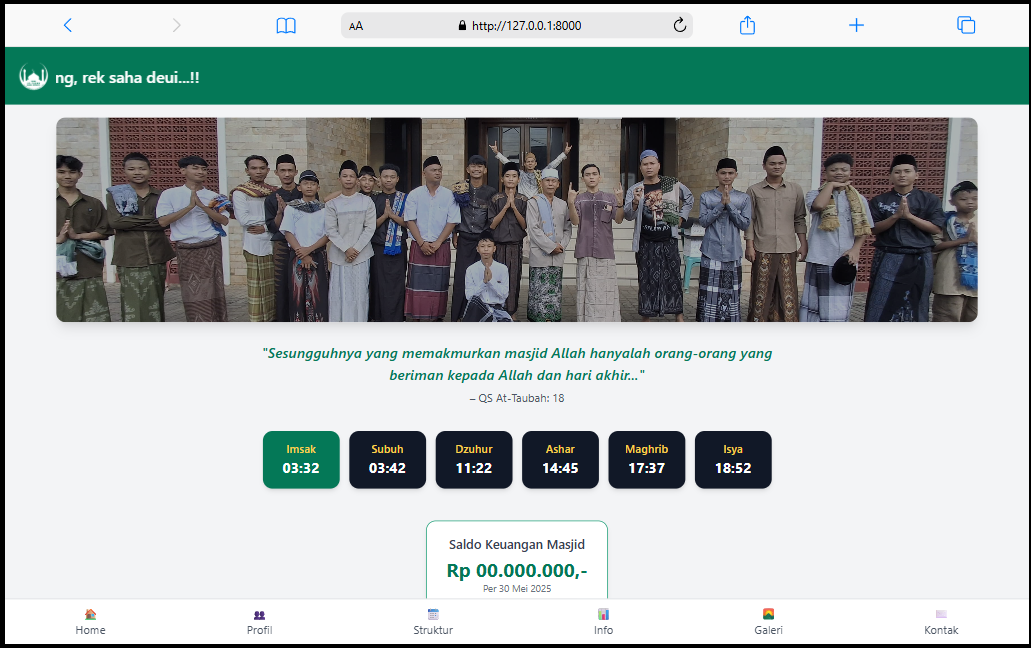 AA
http://127.0.0.1:8000
ng, rek saha deui...!!
"Sesungguhnya yang memakmurkan masjid Allah hanyalah orang-orang yang
beriman kepada Allah dan hari akhir..."
– QS At-Taubah: 18
Imsak
03:32
Subuh
03:42
Dzuhur
11:22
Ashar
14:45
Maghrib
17:37
Isya
18:52
Saldo Keuangan Masjid
Rp 00.000.000,-
Per 30 Mei 2025
Home
Profil
Struktur
Info
Galeri
Kontak